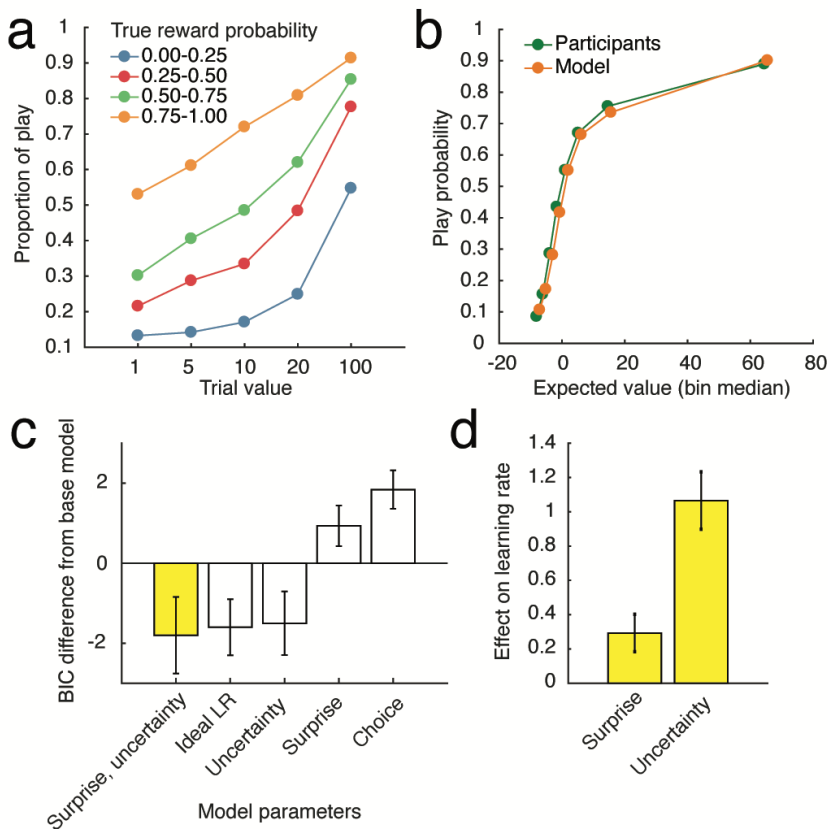 a
True reward probability
0.00-0.25
0.25-0.50
0.50-0.75
0.75-1.00
Proportion of play
1
0.9
0.8
0.7
0.6
0.5
0.4
0.3
0.2
0.1
1 5 10 20 100
Trial value
b
Participants
Model
Play probability
1
0.9
0.8
0.7
0.6
0.5
0.4
0.3
0.2
0.1
0
-20 0 20 40 60 80
Expected value (bin median)
c
BIC difference from base model
2
0
-2
Surprise, uncertainty
Ideal LR
Uncertainty
Surprise
Choice
Model parameters
d
Effect on learning rate
1.4
1.2
1
0.8
0.6
0.4
0.2
0
Surprise
Uncertainty